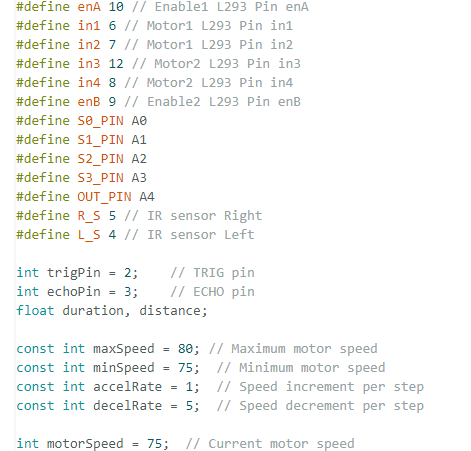 #define enA 10 // Enable1 L293 Pin enA
#define in1 6 // Motor1 L293 Pin in1
#define in2 7 // Motor1 L293 Pin in2
#define in3 12 // Motor2 L293 Pin in3
#define in4 8 // Motor2 L293 Pin in4
#define enB 9 // Enable2 L293 Pin enB
#define S0_PIN A0
#define S1_PIN A1
#define S2_PIN A2
#define S3_PIN A3
#define OUT_PIN A4
#define R_S 5 // IR sensor Right
#define L_S 4 // IR sensor Left
int trigPin = 2;    // TRIG pin
int echoPin = 3;    // ECHO pin
float duration, distance;
const int maxSpeed = 80; // Maximum motor speed
const int minSpeed = 75;  // Minimum motor speed
const int accelRate = 1;  // Speed increment per step
const int decelRate = 5;  // Speed decrement per step
int motorSpeed = 75;  // Current motor speed